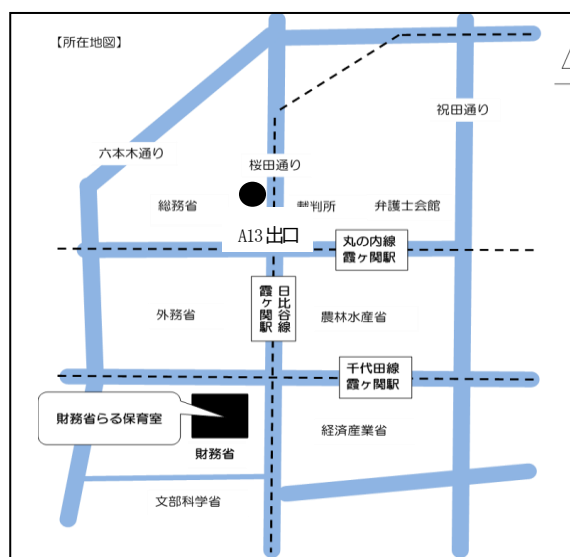 【所在地図】
祝田通り
六本木通り
桜田通り
総務省
裁判所
弁護士会館
A13 出口
丸の内線
霞ヶ関駅
外務省
日比谷線
霞ヶ関駅
農林水産省
千代田線
霞ヶ関駅
財務省らる保育室
経済産業省
財務省
文部科学省